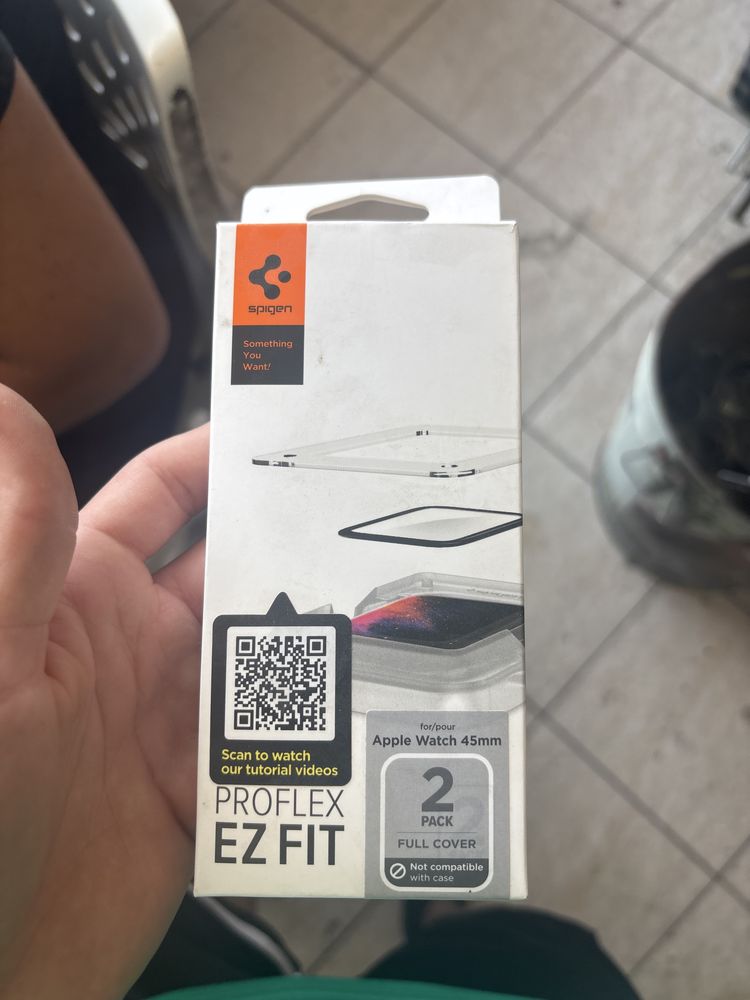 spigen
Something
You
Want!
Scan to watch
our tutorial videos
PROFLEX
EZ FIT
for/pour
Apple Watch 45mm
2
PACK
FULL COVER
Not compatible
with case